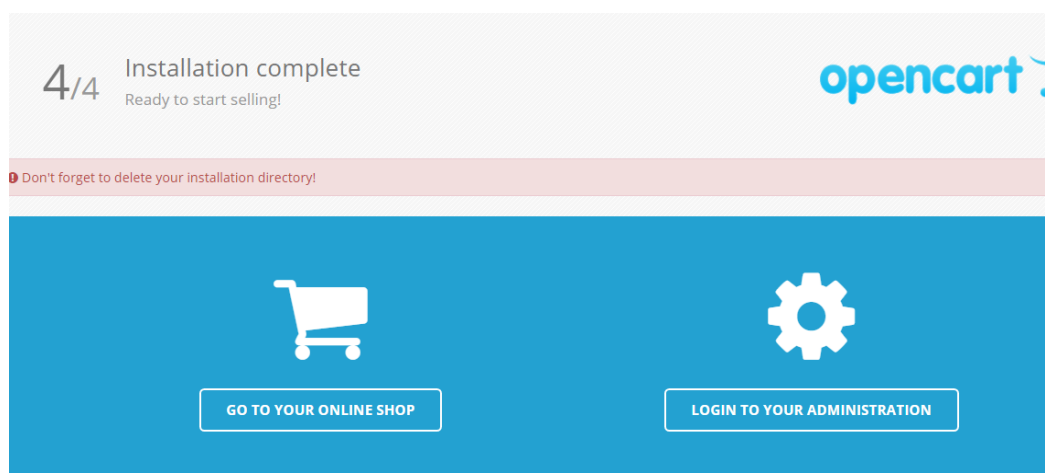 4/4
Installation complete
Ready to start selling!
opencart
Don't forget to delete your installation directory!
GO TO YOUR ONLINE SHOP
LOGIN TO YOUR ADMINISTRATION